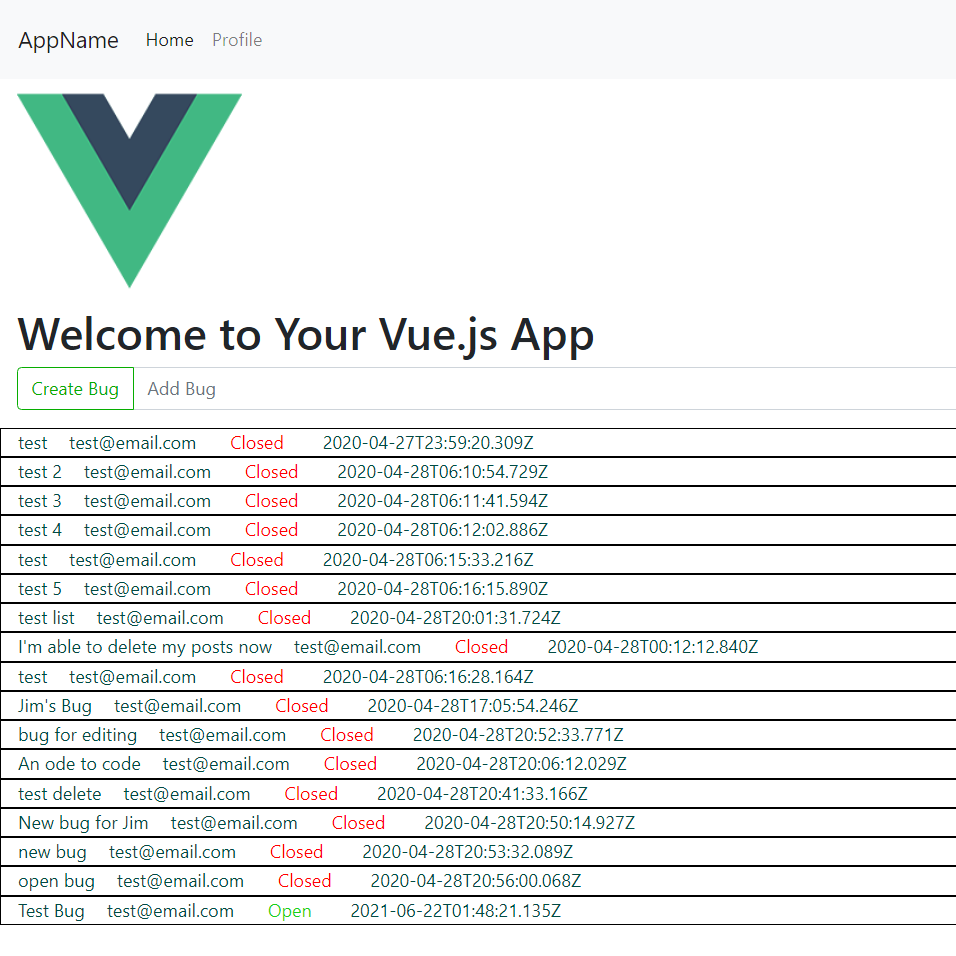 AppName Home Profile
Welcome to Your Vue.js App
Create Bug Add Bug
test test@email.com Closed 2020-04-27T23:59:20.309Z
test 2 test@email.com Closed 2020-04-28T06:10:54.729Z
test 3 test@email.com Closed 2020-04-28T06:11:41.594Z
test 4 test@email.com Closed 2020-04-28T06:12:02.886Z
test test@email.com Closed 2020-04-28T06:15:33.216Z
test 5 test@email.com Closed 2020-04-28T06:16:15.890Z
test list test@email.com Closed 2020-04-28T20:01:31.724Z
I'm able to delete my posts now test@email.com Closed 2020-04-28T00:12:12.840Z
test test@email.com Closed 2020-04-28T06:16:28.164Z
Jim's Bug test@email.com Closed 2020-04-28T17:05:54.246Z
bug for editing test@email.com Closed 2020-04-28T20:52:33.771Z
An ode to code test@email.com Closed 2020-04-28T20:06:12.029Z
test delete test@email.com Closed 2020-04-28T20:41:33.166Z
New bug for Jim test@email.com Closed 2020-04-28T20:50:14.927Z
new bug test@email.com Closed 2020-04-28T20:53:32.089Z
open bug test@email.com Closed 2020-04-28T20:56:00.068Z
Test Bug test@email.com Open 2021-06-22T01:48:21.135Z